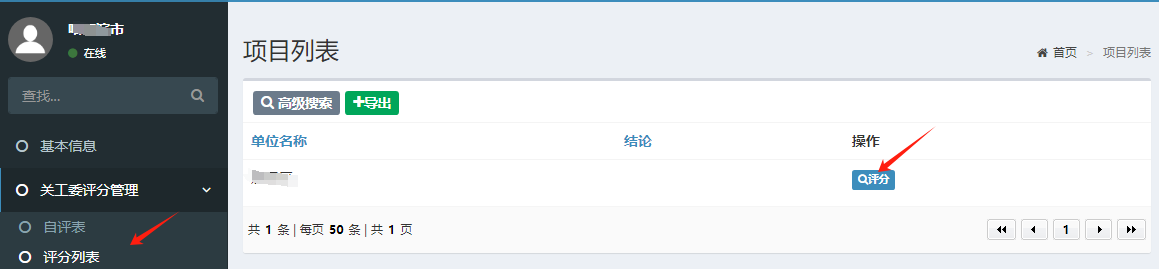 市
在线
查找...
基本信息
关工委评分管理
自评表
评分列表
项目列表
首页 > 项目列表
高级搜索 导出
单位名称 结论 操作
评分
共 1 条 | 每页 50 条 | 共 1 页
1